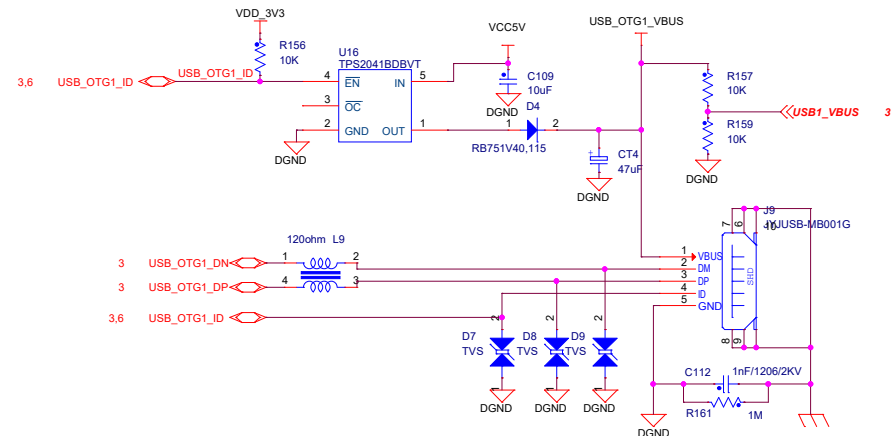 VDD_3V3
R156
10K
3,6 USB_OTG1_ID
USB_OTG1_ID
U16
TPS2041BDBVT
4 EN IN 5
3 OC
2 GND OUT 1
DGND
VCC5V
C109
10uF
DGND
D4
1 2
RB751V40,115
USB_OTG1_VBUS
+
CT4
47uF
DGND
R157
10K
R159
10K
DGND
USB1_VBUS 3
120ohm L9
3 USB_OTG1_DN 1 2
3 USB_OTG1_DP 4 3
3,6 USB_OTG1_ID
2 2 2
D7 D8 D9
TVS TVS TVS
1 1 1
DGND DGND DGND
J9
JYJUSB-MB001G
7 6 10
1 VBUS
2 DM
3 DP
4 ID
5 GND
SHD
8 9
C112 1nF/1206/2KV
R161 1M
DGND